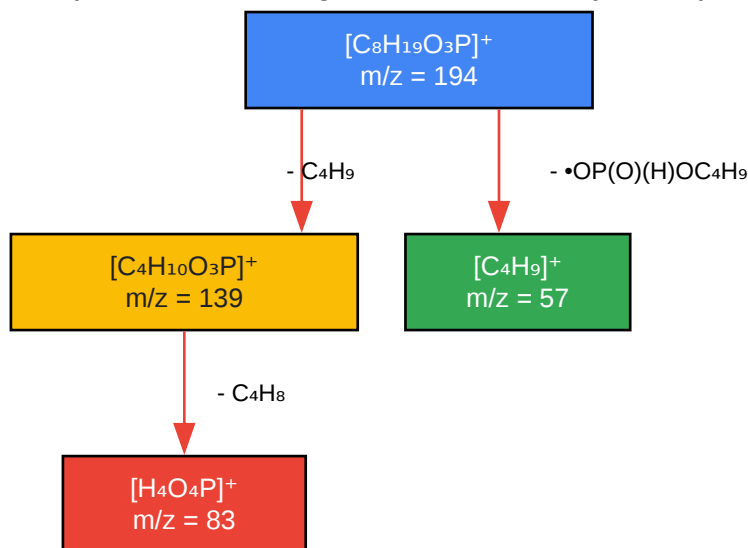 [C₈H₁₉O₃P]⁺
m/z = 194
- C₄H₉
- •OP(O)(H)OC₄H₉
[C₄H₁₀O₃P]⁺
m/z = 139
[C₄H₉]⁺
m/z = 57
- C₄H₈
[H₄O₄P]⁺
m/z = 83